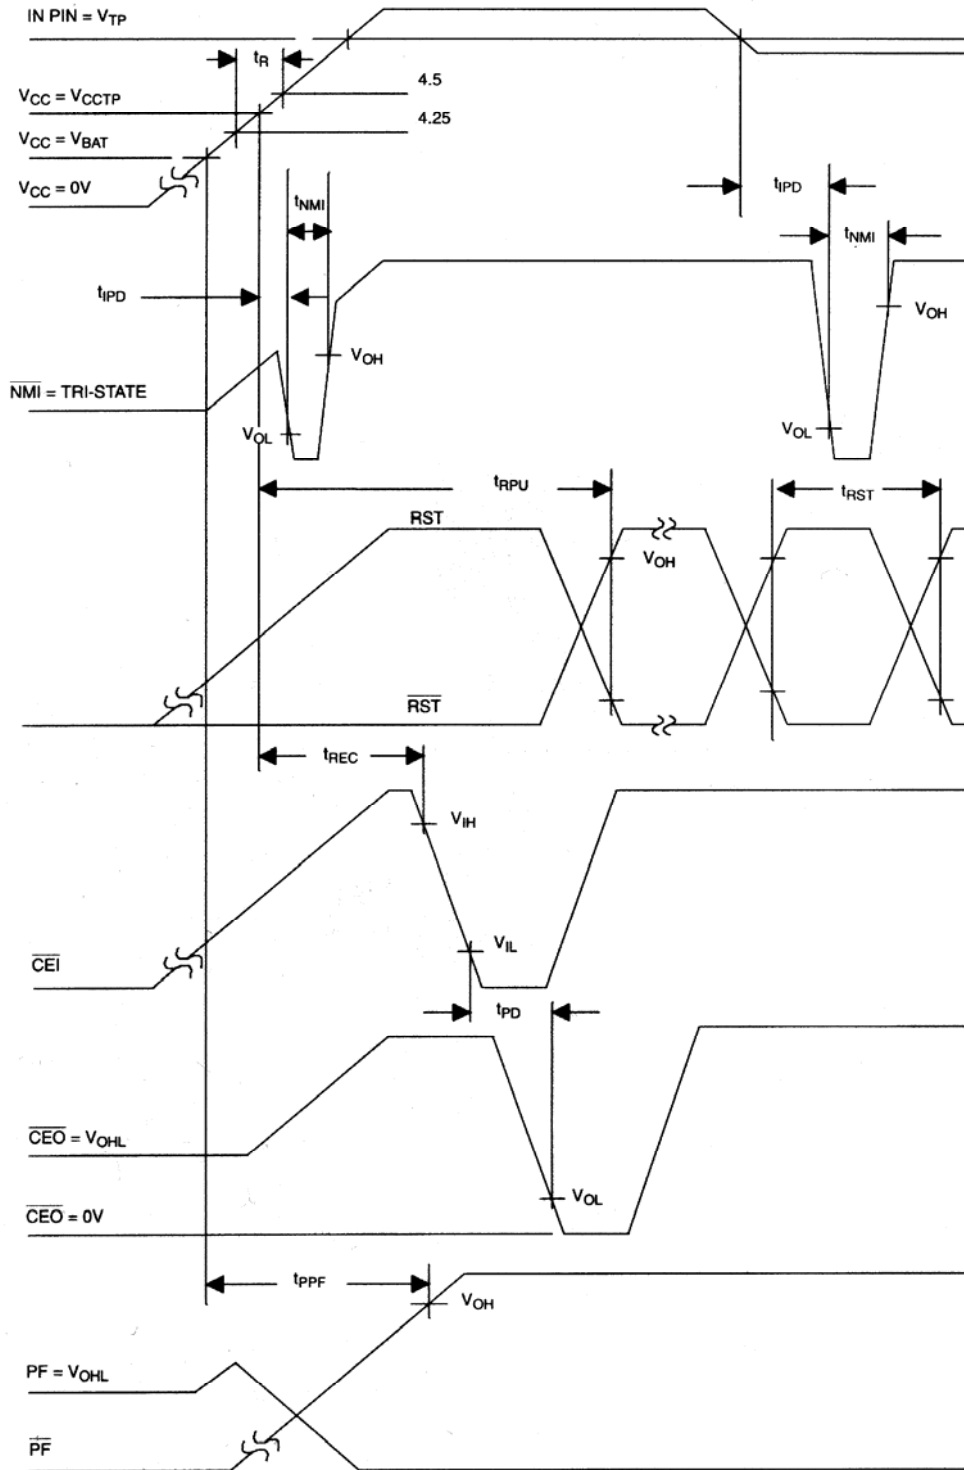 IN PIN = VTP
tR
4.5
VCC = VCCTP
4.25
VCC = VBAT
VCC = 0V
tIPD
tNMI
tNMI
tIPD
VOH
VOH
NMI = TRI-STATE
VOL
VOL
tRPU
tRST
RST
VOH
RST
tREC
VIH
VIL
CEI
tPD
CEO = VOHL
VOL
CEO = 0V
tPPF
VOH
PF = VOHL
PF